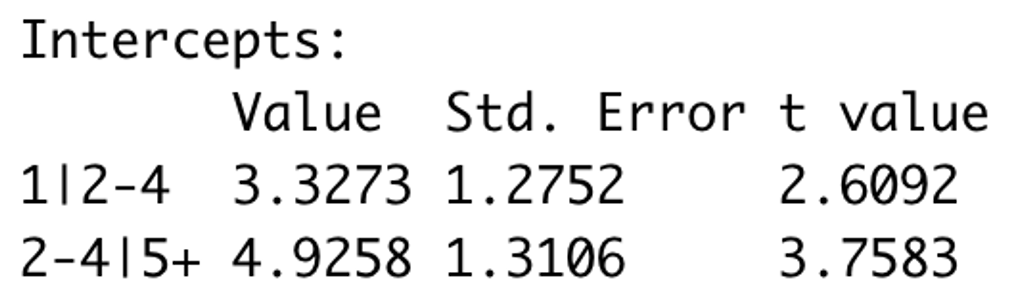 Intercepts:
Value Std. Error t value
1|2-4 3.3273 1.2752 2.6092
2-4|5+ 4.9258 1.3106 3.7583